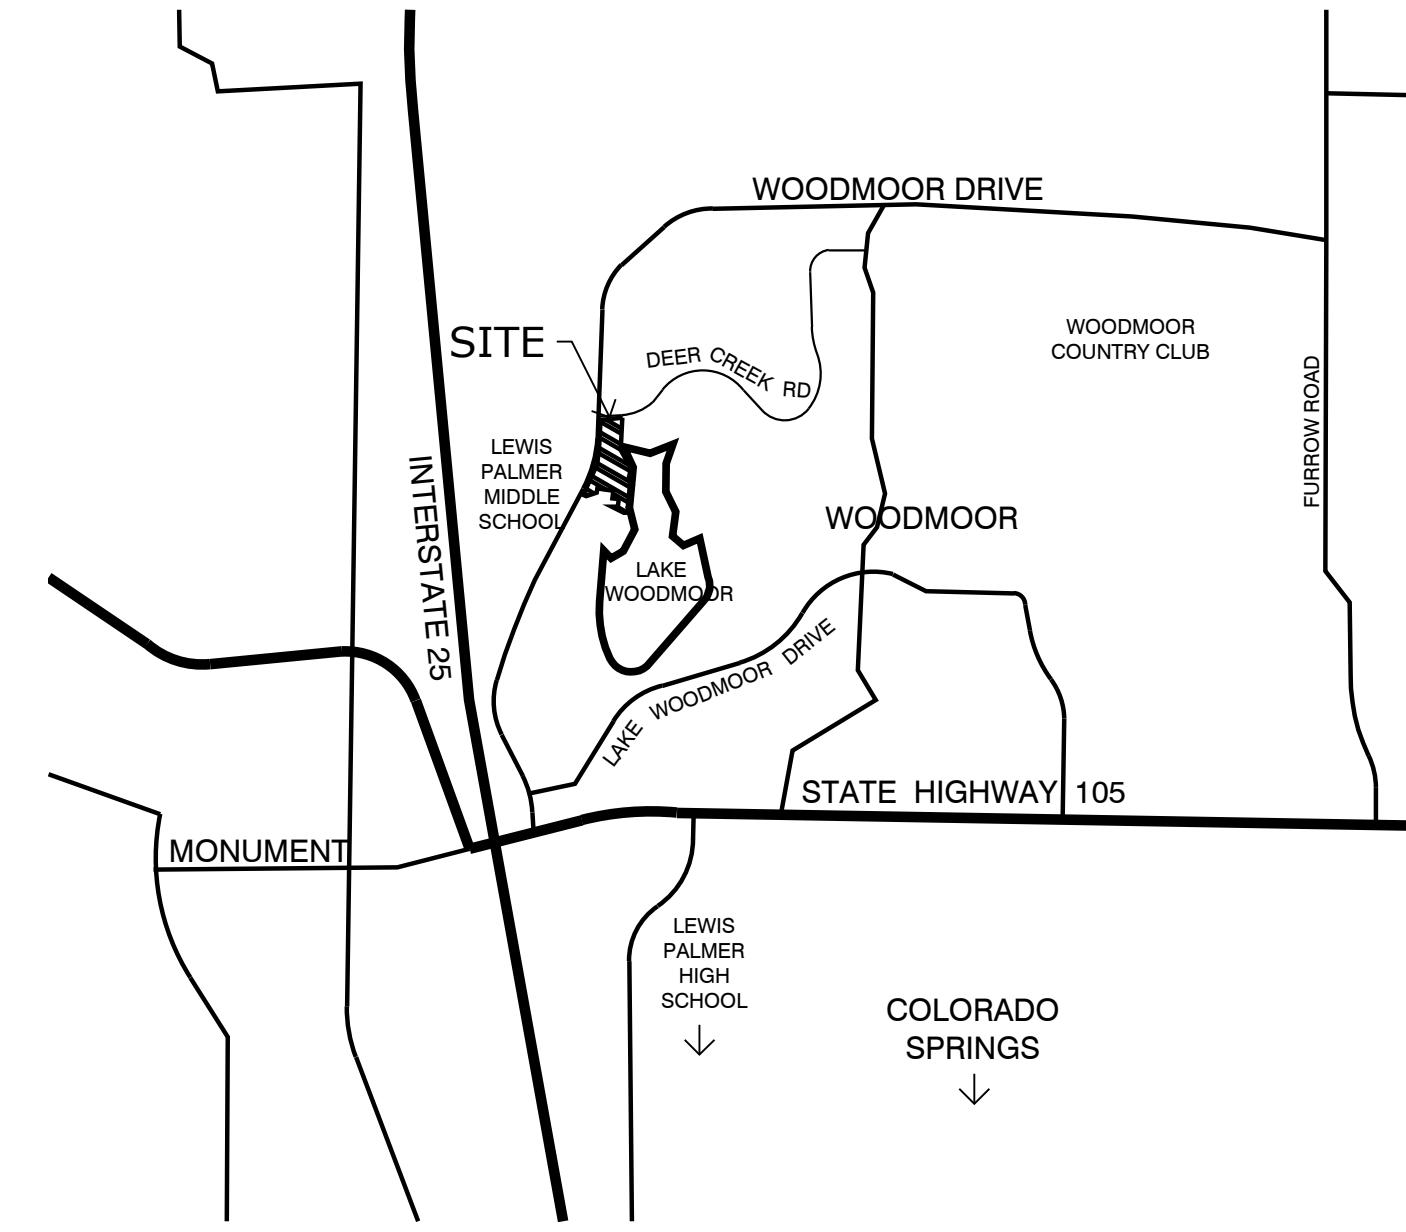 WOODMOOR DRIVE
SITE
DEER CREEK RD
WOODMOOR
COUNTRY CLUB
FURROW ROAD
LEWIS
PALMER
MIDDLE
SCHOOL
INTERSTATE 25
WOODMOOR
LAKE
WOODMOOR
LAKE WOODMOOR DRIVE
STATE HIGHWAY 105
MONUMENT
LEWIS
PALMER
HIGH
SCHOOL
COLORADO
SPRINGS